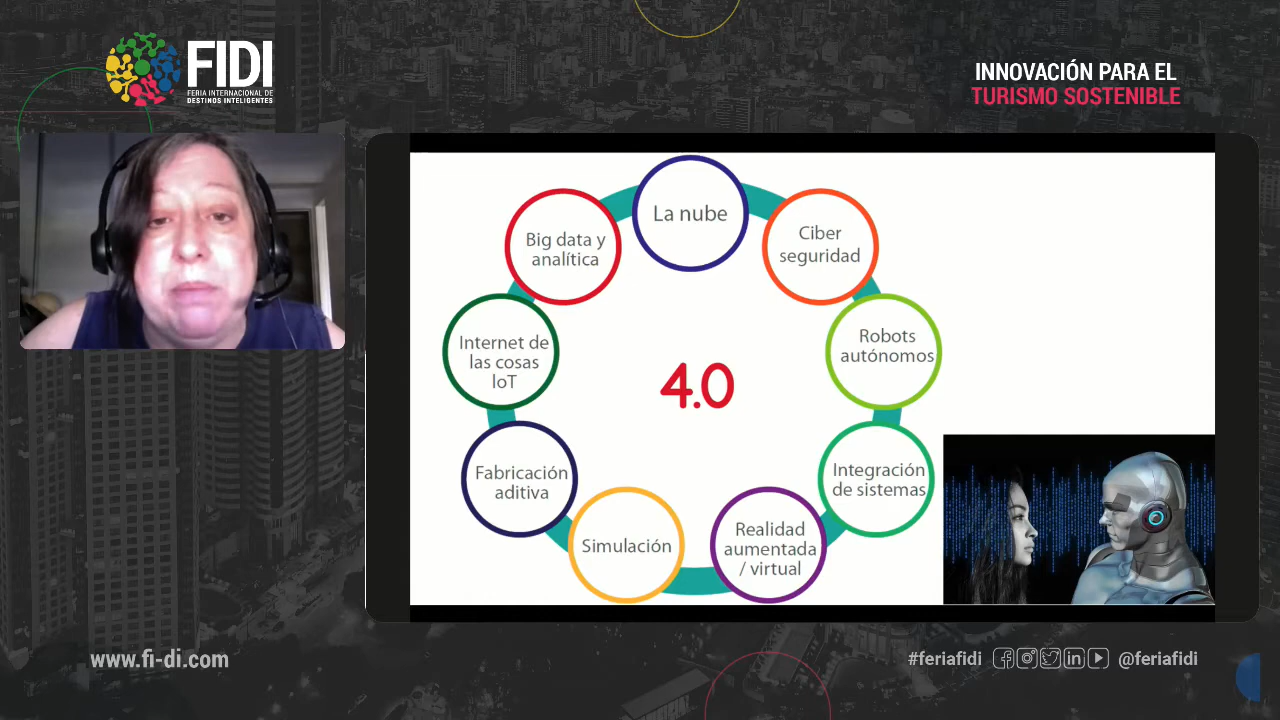 FIDI
FERIA INTERNACIONAL DE
DESTINOS INTELIGENTES
INNOVACIÓN PARA EL
TURISMO SOSTENIBLE
La nube
Big data y
analítica
Ciber
seguridad
Internet de
las cosas
IoT
Robots
autónomos
4.0
Fabricación
aditiva
Integración
de sistemas
Simulación
Realidad
aumentada
/ virtual
www.fi-di.com
#feriafidi
@feriafidi